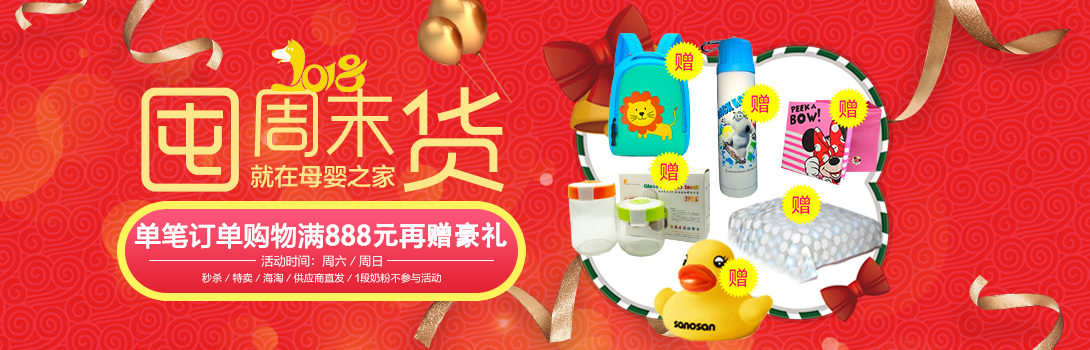 2018
周末
囤 货
就在母婴之家
单笔订单购物满888元再赠豪礼
活动时间：周六 / 周日
秒杀 / 特卖 / 海淘 / 供应商直发 / 1段奶粉不参与活动
赠
赠
赠
PEEK A
BOW!
赠
赠
赠
sanosan